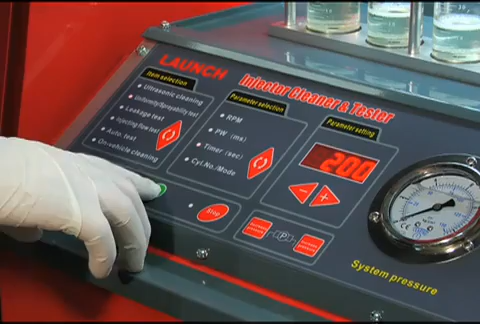 LAUNCH
Injector Cleaner & Tester
Item selection
Ultrasonic cleaning
Uniformity/Sprayability test
Leakage test
Injecting flow test
Auto. test
On-vehicle cleaning
Parameter selection
RPM
PW (ms)
Timer (sec)
Cyl.No./Mode
Parameter setting
200
Stop
P
System pressure